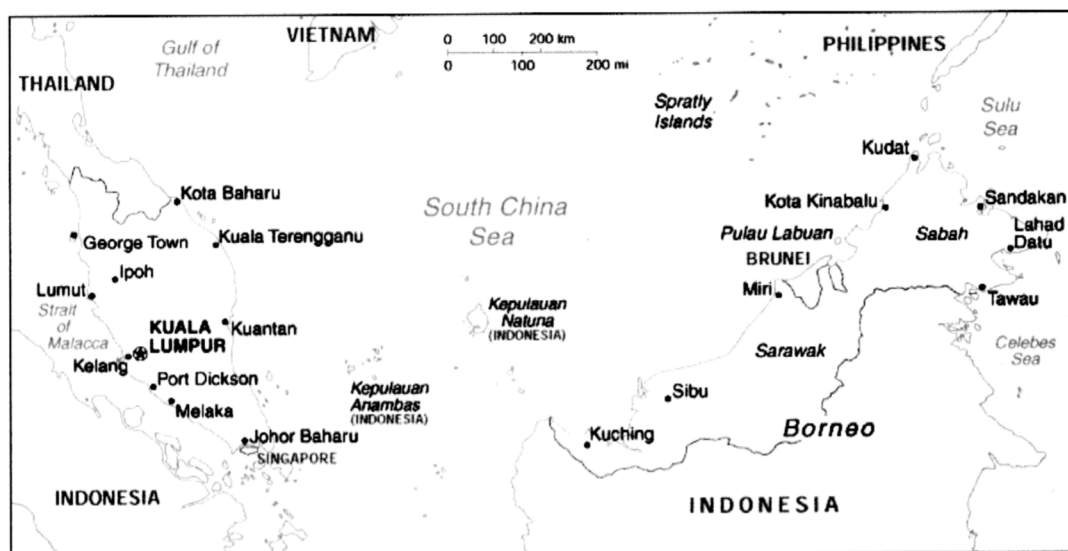 VIETNAM
0 100 200 km
0 100 200 mi
PHILIPPINES
Gulf of
Thailand
THAILAND
Spratly
Islands
Sulu
Sea
Kudat
Kota Baharu
Kota Kinabalu
Sandakan
South China
Sea
George Town
Kuala Terengganu
Pulau Labuan
BRUNEI
Sabah
Lahad
Datu
Ipoh
Lumut
Miri
Tawau
Strait
of
Malacca
KUALA
LUMPUR
Kuantan
Kepulauan
Natuna
(INDONESIA)
Celebes
Sea
Sarawak
Kelang
Port Dickson
Kepulauan
Anambas
(INDONESIA)
Melaka
Sibu
Johor Baharu
SINGAPORE
Kuching
Borneo
INDONESIA
INDONESIA